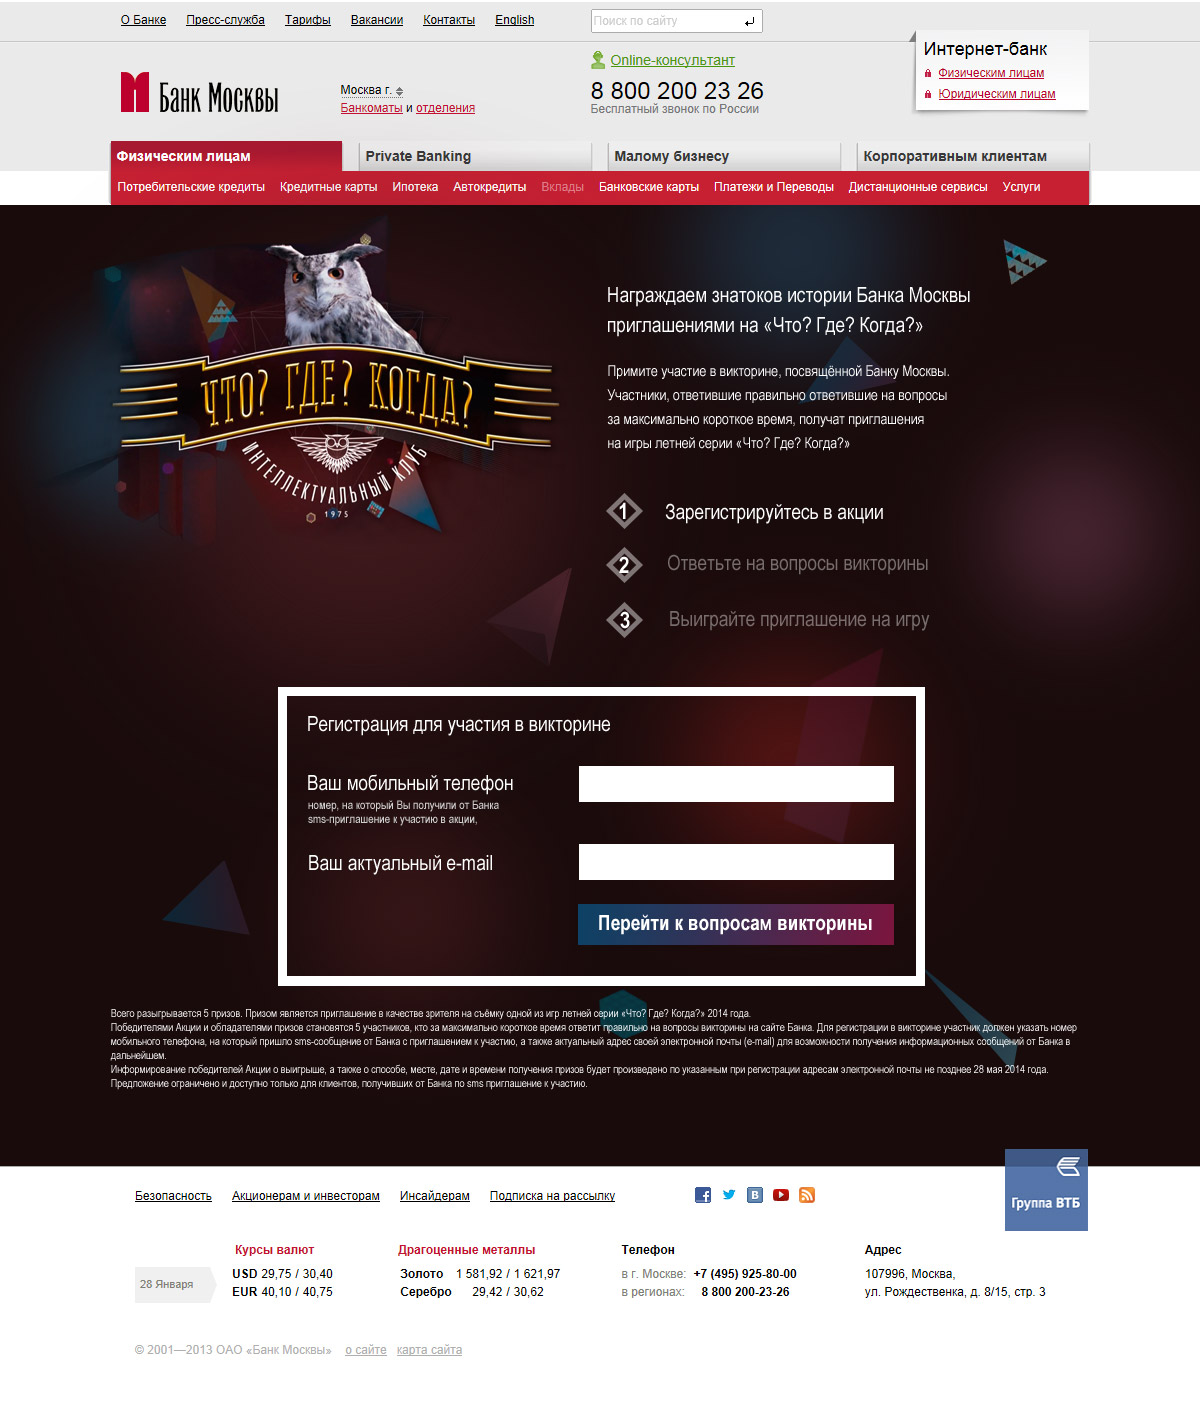 О Банке Пресс-служба Тарифы Вакансии Контакты English Поиск по сайту
Интернет-банк
Физическим лицам
Юридическим лицам
Online-консультант
8 800 200 23 26
Бесплатный звонок по России
Банк Москвы
Москва г.
Банкоматы и отделения
Физическим лицам Private Banking Малому бизнесу Корпоративным клиентам
Потребительские кредиты Кредитные карты Ипотека Автокредиты Вклады Банковские карты Платежи и Переводы Дистанционные сервисы Услуги
ЧТО? ГДЕ? КОГДА?
ИНТЕЛЛЕКТУАЛЬНЫЙ КЛУБ
1975
Награждаем знатоков истории Банка Москвы
приглашениями на «Что? Где? Когда?»
Примите участие в викторине, посвящённой Банку Москвы.
Участники, ответившие правильно ответившие на вопросы
за максимально короткое время, получат приглашения
на игры летней серии «Что? Где? Когда?»
1 Зарегистрируйтесь в акции
2 Ответьте на вопросы викторины
3 Выиграйте приглашение на игру
Регистрация для участия в викторине
Ваш мобильный телефон
номер, на который Вы получили от Банка
sms-приглашение к участию в акции,
Ваш актуальный e-mail
Перейти к вопросам викторины
Всего разыгрывается 5 призов. Призом является приглашение в качестве зрителя на съёмку одной из игр летней серии «Что? Где? Когда?» 2014 года.
Победителями Акции и обладателями призов становятся 5 участников, кто за максимально короткое время ответит правильно на вопросы викторины на сайте Банка. Для регистрации в викторине участник должен указать номер
мобильного телефона, на который пришло sms-сообщение от Банка с приглашением к участию, а также актуальный адрес своей электронной почты (e-mail) для возможности получения информационных сообщений от Банка в
дальнейшем.
Информирование победителей Акции о выигрыше, а также о способе, месте, дате и времени получения призов будет произведено по указанным при регистрации адресам электронной почты не позднее 28 мая 2014 года.
Предложение ограничено и доступно только для клиентов, получивших от Банка по sms приглашение к участию.
Группа ВТБ
Безопасность Акционерам и инвесторам Инсайдерам Подписка на рассылку
Курсы валют Драгоценные металлы Телефон Адрес
28 Января USD 29,75 / 30,40 Золото 1 581,92 / 1 621,97 в г. Москве: +7 (495) 925-80-00 107996, Москва,
EUR 40,10 / 40,75 Серебро 29,42 / 30,62 в регионах: 8 800 200-23-26 ул. Рождественка, д. 8/15, стр. 3
© 2001—2013 ОАО «Банк Москвы» о сайте карта сайта